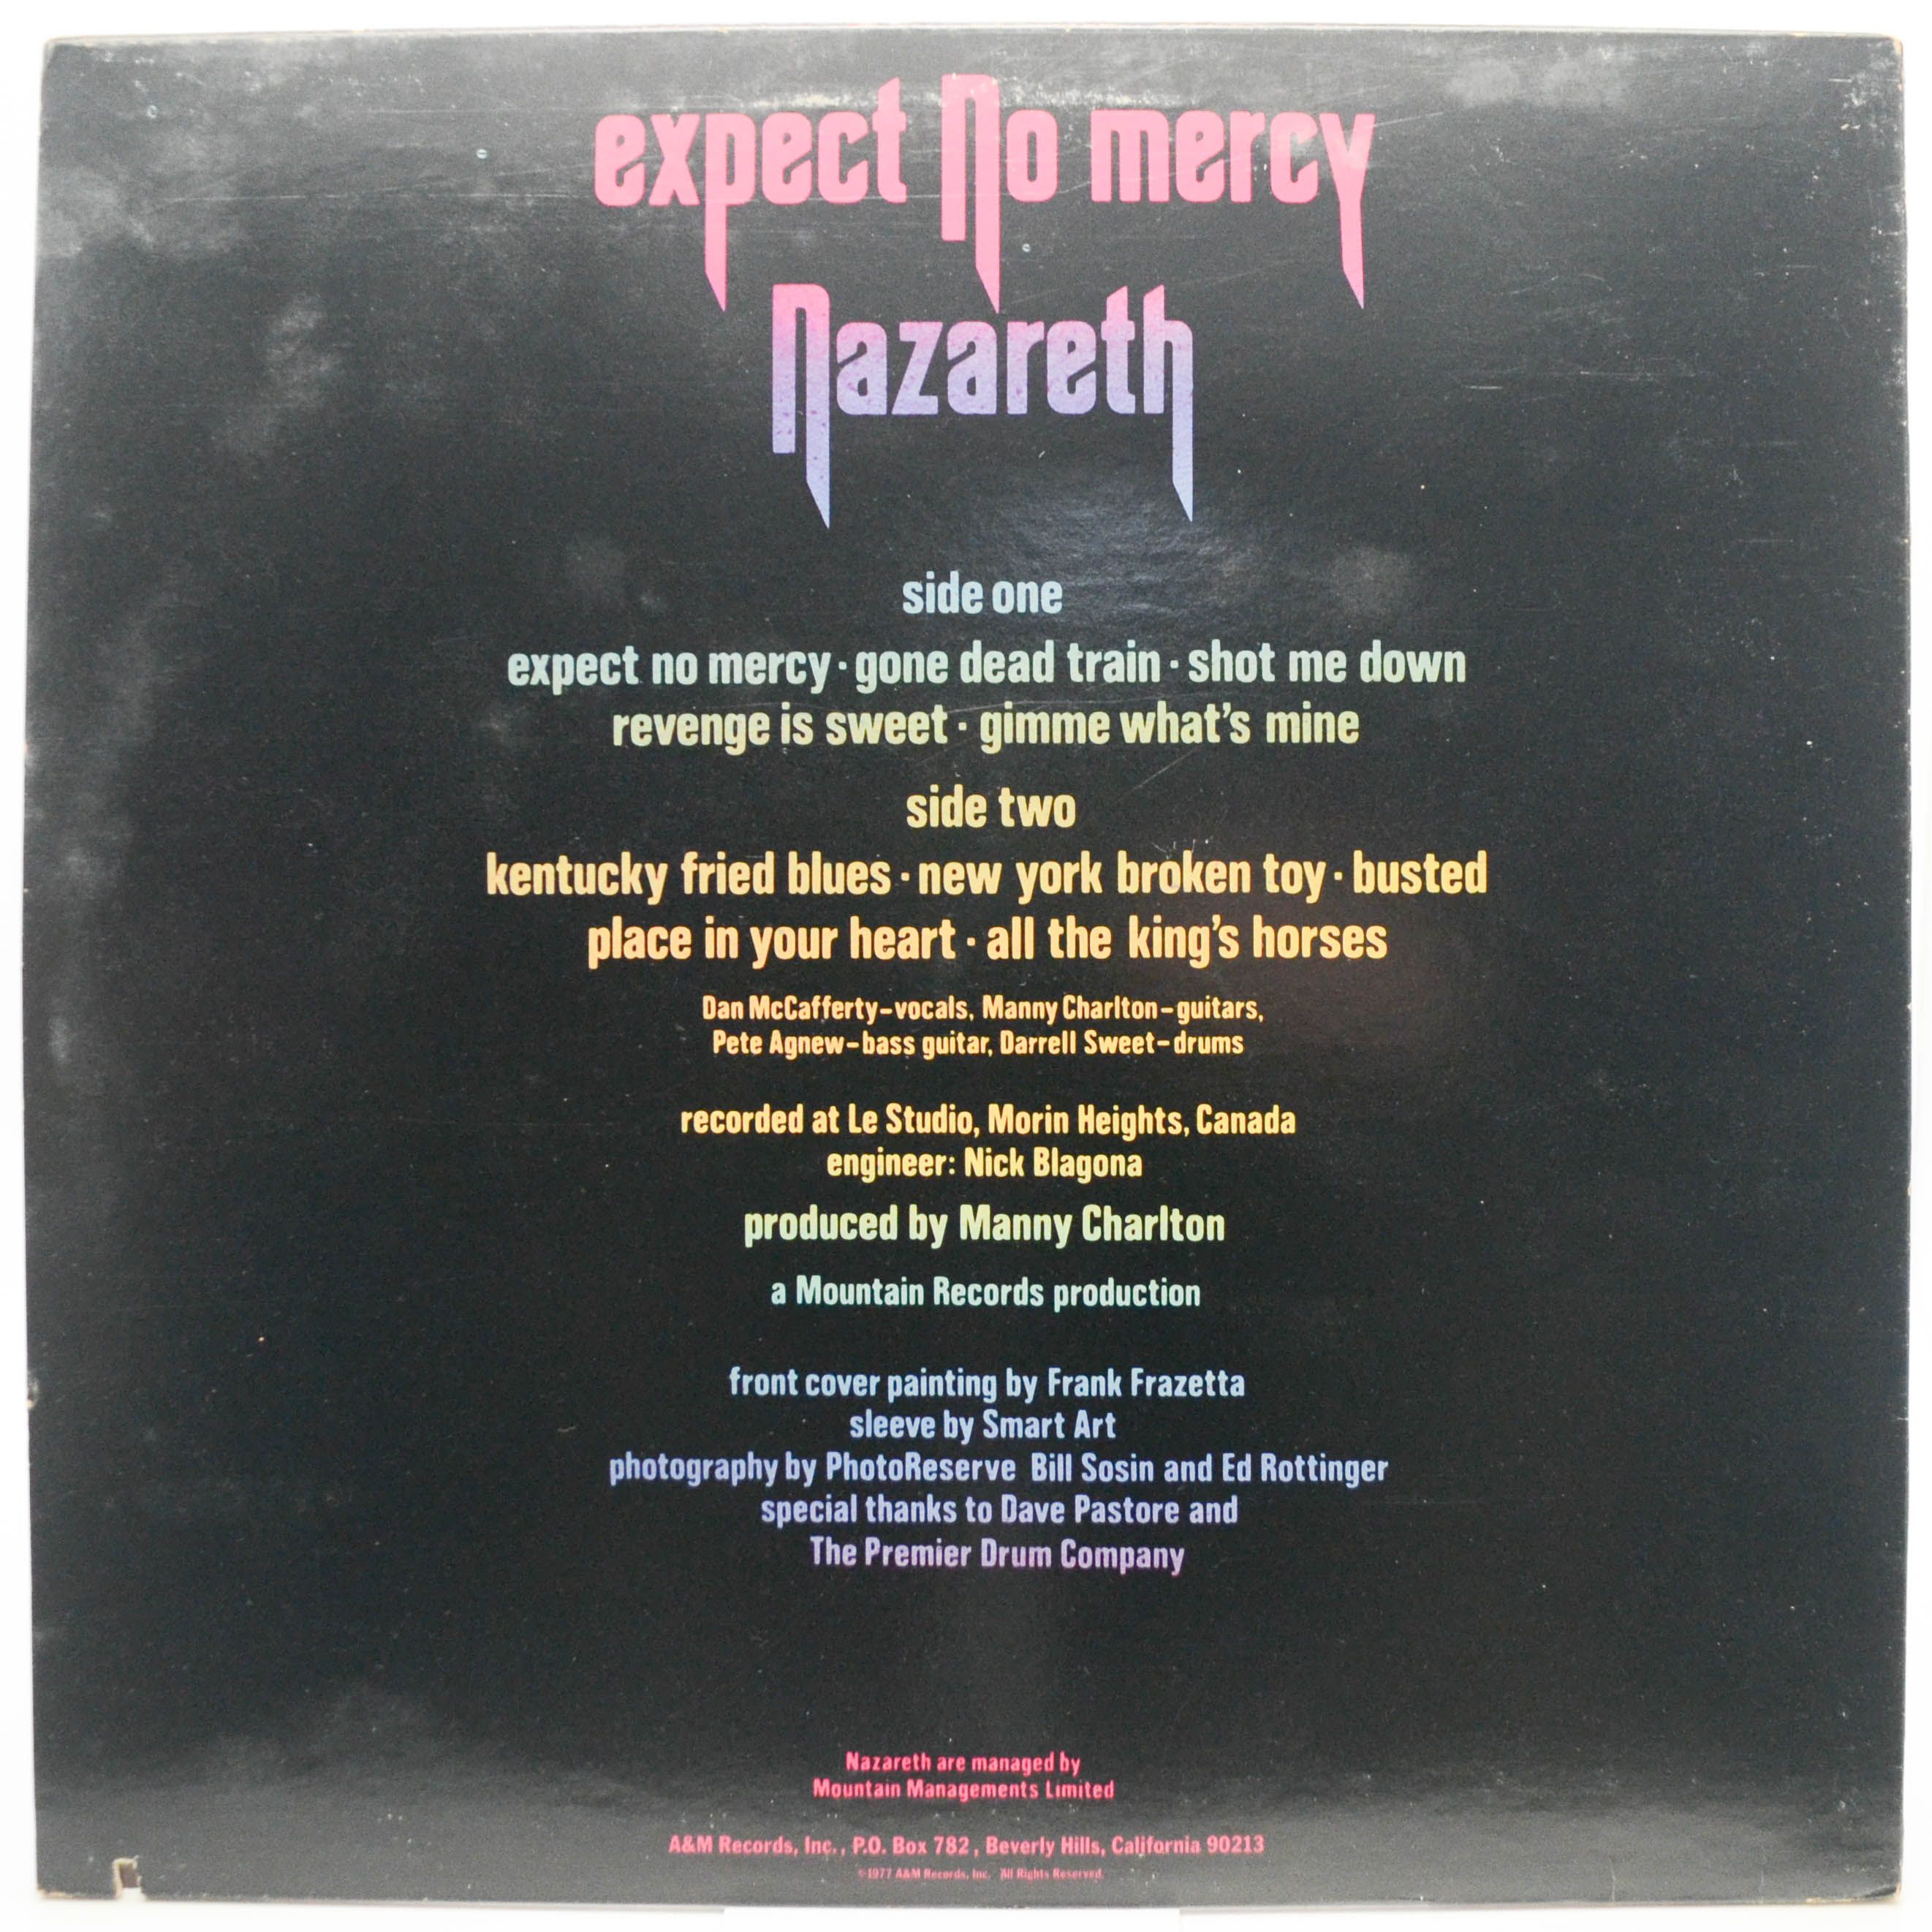 expect No mercy
Nazareth
side one
expect no mercy · gone dead train · shot me down
revenge is sweet · gimme what's mine
side two
kentucky fried blues · new york broken toy · busted
place in your heart · all the king's horses
Dan McCafferty-vocals, Manny Charlton-guitars,
Pete Agnew-bass guitar, Darrell Sweet-drums
recorded at Le Studio, Morin Heights, Canada
engineer: Nick Blagona
produced by Manny Charlton
a Mountain Records production
front cover painting by Frank Frazetta
sleeve by Smart Art
photography by PhotoReserve Bill Sosin and Ed Rottinger
special thanks to Dave Pastore and
The Premier Drum Company
Nazareth are managed by
Mountain Managements Limited
A&M Records, Inc., P.O. Box 782, Beverly Hills, California 90213
©1977 A&M Records, Inc. All Rights Reserved.